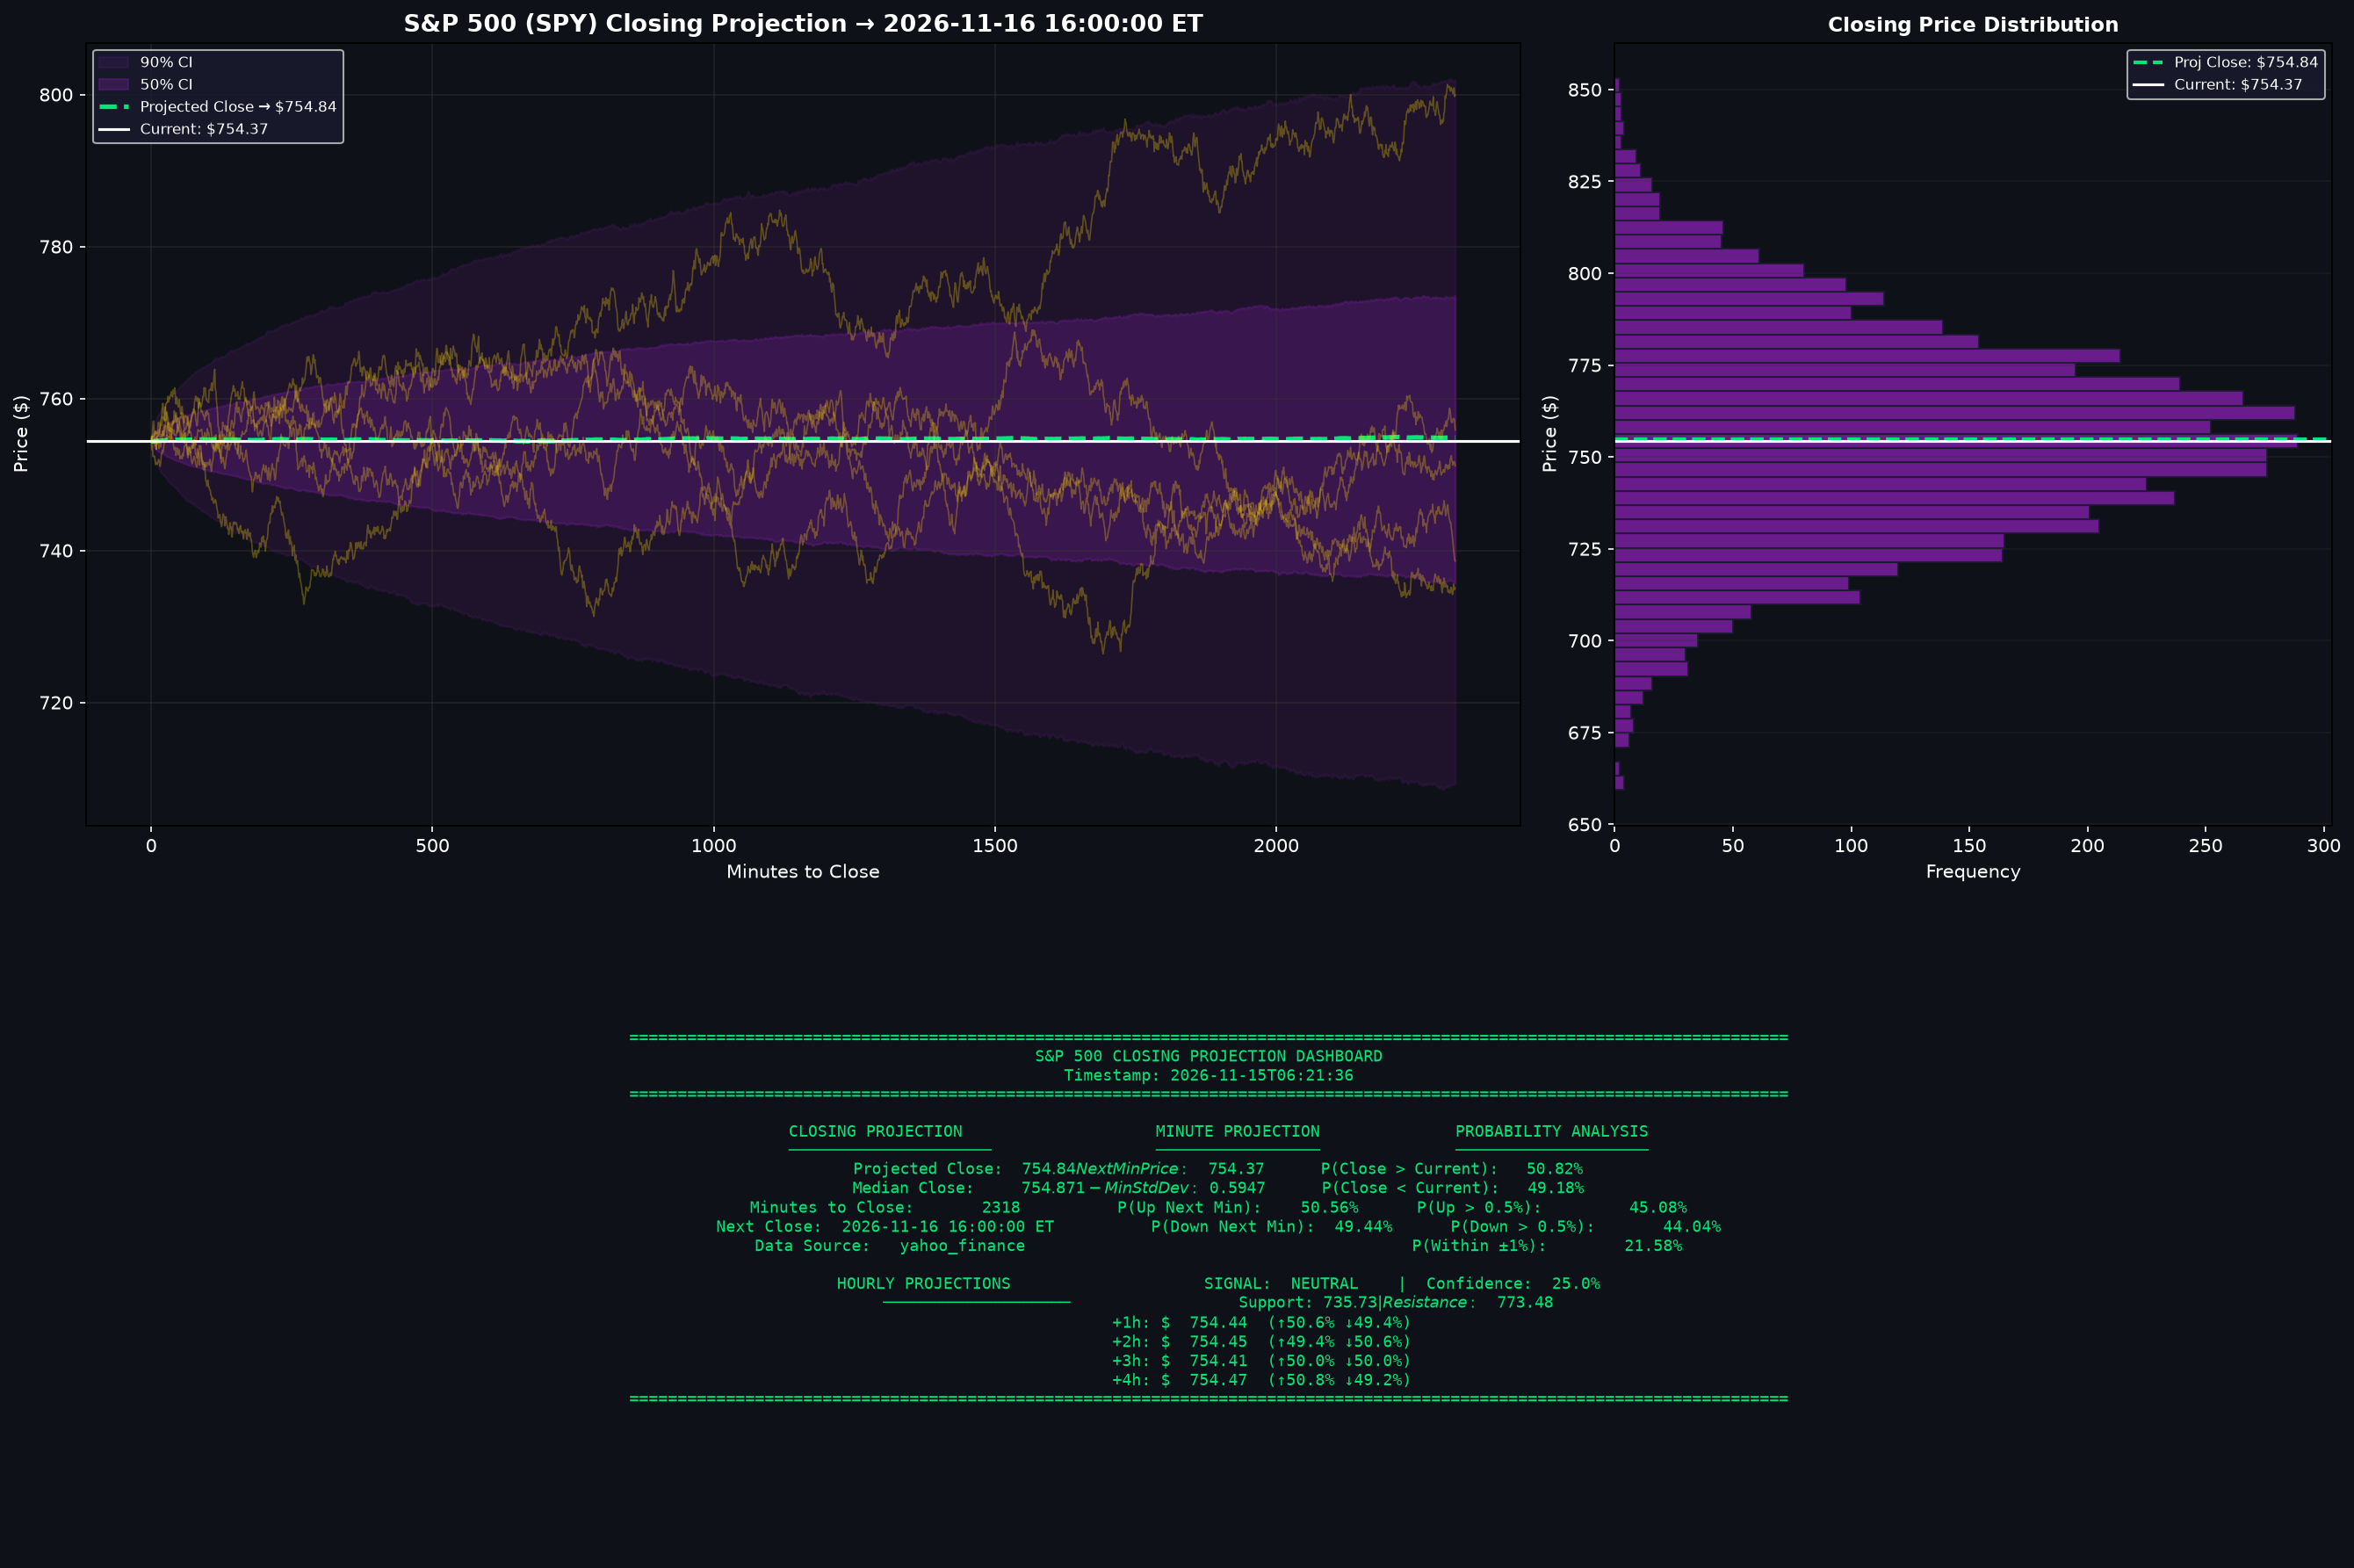 S&P 500 (SPY) Closing Projection → 2026-11-16 16:00:00 ET
90% CI
50% CI
Projected Close → $754.84
Current: $754.37
800
780
760
740
720
Price ($)
0 500 1000 1500 2000
Minutes to Close
Closing Price Distribution
Proj Close: $754.84
Current: $754.37
850
825
800
775
750
725
700
675
650
Price ($)
0 50 100 150 200 250 300
Frequency
====================================================================================================
S&P 500 CLOSING PROJECTION DASHBOARD
Timestamp: 2026-11-15T06:21:36
====================================================================================================
CLOSING PROJECTION MINUTE PROJECTION PROBABILITY ANALYSIS
Projected Close: 754.84NextMinPrice: 754.37 P(Close > Current): 50.82%
Median Close: 754.871−MinStdDev: 0.5947 P(Close < Current): 49.18%
Minutes to Close: 2318 P(Up Next Min): 50.56% P(Up > 0.5%): 45.08%
Next Close: 2026-11-16 16:00:00 ET P(Down Next Min): 49.44% P(Down > 0.5%): 44.04%
Data Source: yahoo_finance P(Within ±1%): 21.58%
HOURLY PROJECTIONS SIGNAL: NEUTRAL | Confidence: 25.0%
Support: 735.73|Resistance: 773.48
+1h: $ 754.44 (↑50.6% ↓49.4%)
+2h: $ 754.45 (↑49.4% ↓50.6%)
+3h: $ 754.41 (↑50.0% ↓50.0%)
+4h: $ 754.47 (↑50.8% ↓49.2%)
====================================================================================================